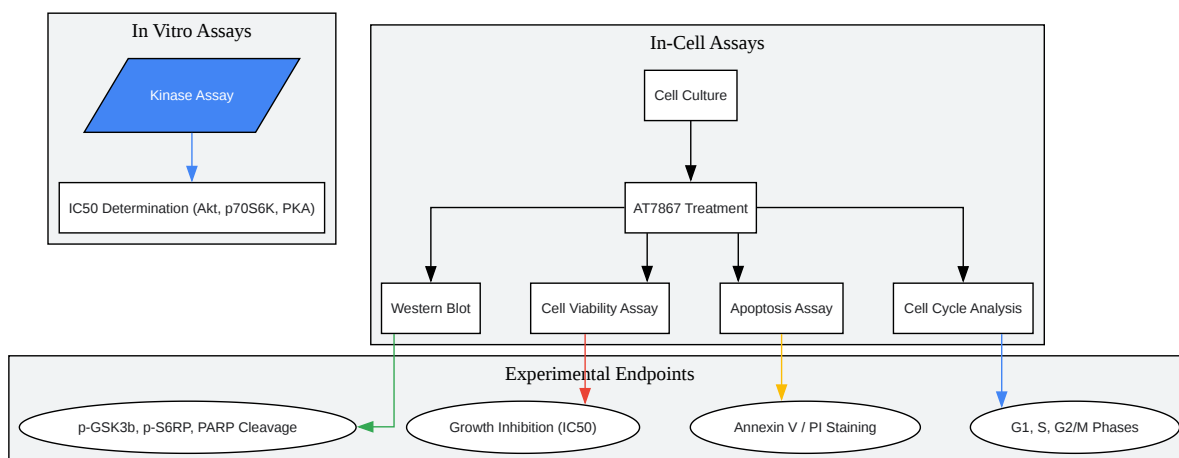 In Vitro Assays
Kinase Assay
IC50 Determination (Akt, p70S6K, PKA)
In-Cell Assays
Cell Culture
AT7867 Treatment
Western Blot
Cell Viability Assay
Apoptosis Assay
Cell Cycle Analysis
Experimental Endpoints
p-GSK3b, p-S6RP, PARP Cleavage
Growth Inhibition (IC50)
Annexin V / PI Staining
G1, S, G2/M Phases